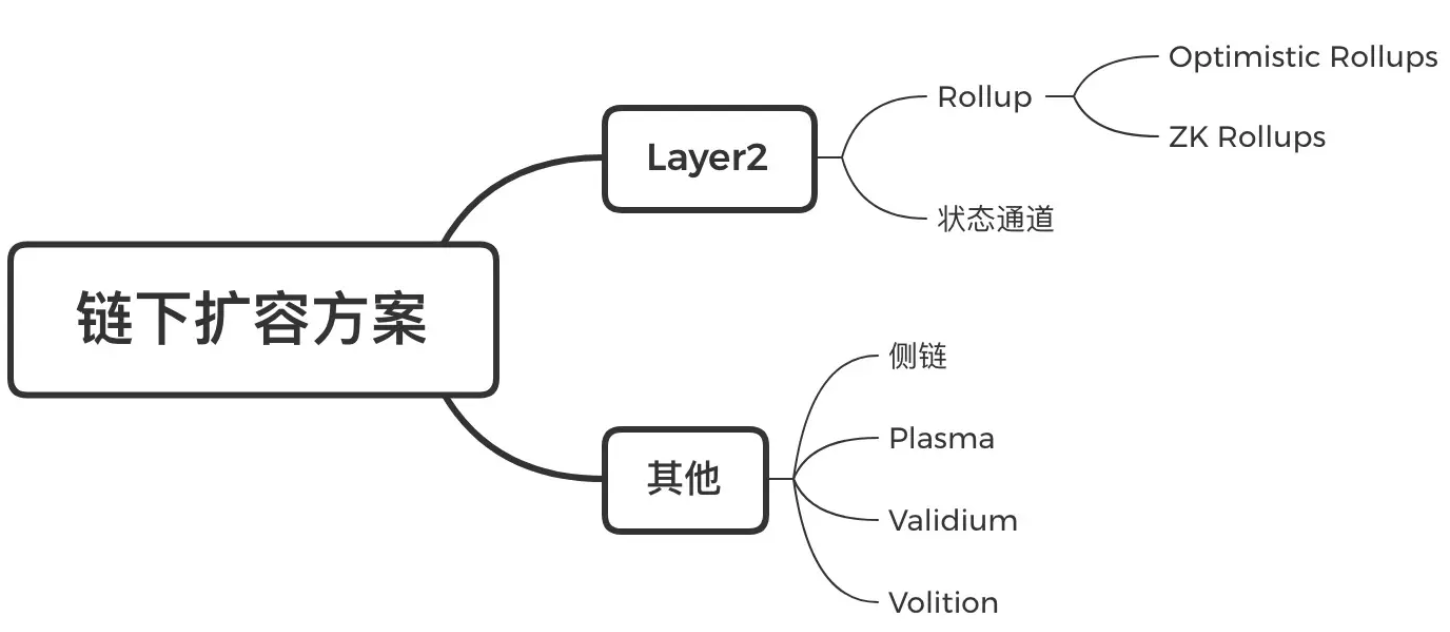 链下扩容方案
Layer2
Rollup
Optimistic Rollups
ZK Rollups
状态通道
其他
侧链
Plasma
Validium
Volition